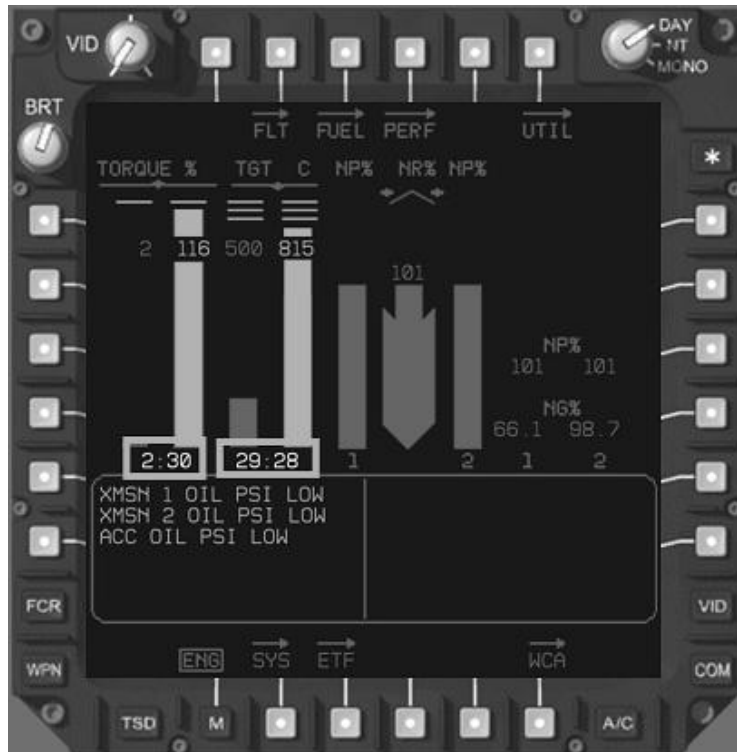 VID
DAY
NT
MONO
BRT
FLT FUEL PERF UTIL
*
TORQUE % TGT C NP% NR% NP%
2 116 500 815
101
NP%
101 101
NG%
66.1 98.7
2:30 29:28 1 2 1 2
XMSN 1 OIL PSI LOW
XMSN 2 OIL PSI LOW
ACC OIL PSI LOW
FCR VID
WPN COM
ENG SYS ETF WCA
TSD M A/C